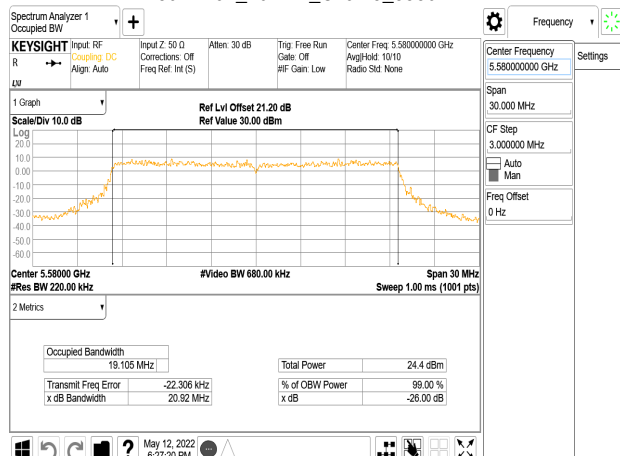 Spectrum Analyzer 1
Occupied BW
Frequency
KEYSIGHT
R
LXI
Input: RF
Coupling: DC
Align: Auto
Input Z: 50 Ω
Corrections: Off
Freq Ref: Int (S)
Atten: 30 dB
Trig: Free Run
Gate: Off
#IF Gain: Low
Center Freq: 5.580000000 GHz
Avg|Hold: 10/10
Radio Std: None
Center Frequency
5.580000000 GHz
Settings
Span
30.000 MHz
CF Step
3.000000 MHz
Auto
Man
Freq Offset
0 Hz
1 Graph
Scale/Div 10.0 dB
Ref Lvl Offset 21.20 dB
Ref Value 30.00 dBm
Log
20.0
10.0
0.00
-10.0
-20.0
-30.0
-40.0
-50.0
-60.0
Center 5.58000 GHz
#Res BW 220.00 kHz
#Video BW 680.00 kHz
Span 30 MHz
Sweep 1.00 ms (1001 pts)
2 Metrics
Occupied Bandwidth
19.105 MHz
Transmit Freq Error -22.306 kHz
x dB Bandwidth 20.92 MHz
Total Power 24.4 dBm
% of OBW Power 99.00 %
x dB -26.00 dB
?
May 12, 2022
6:27:20 PM